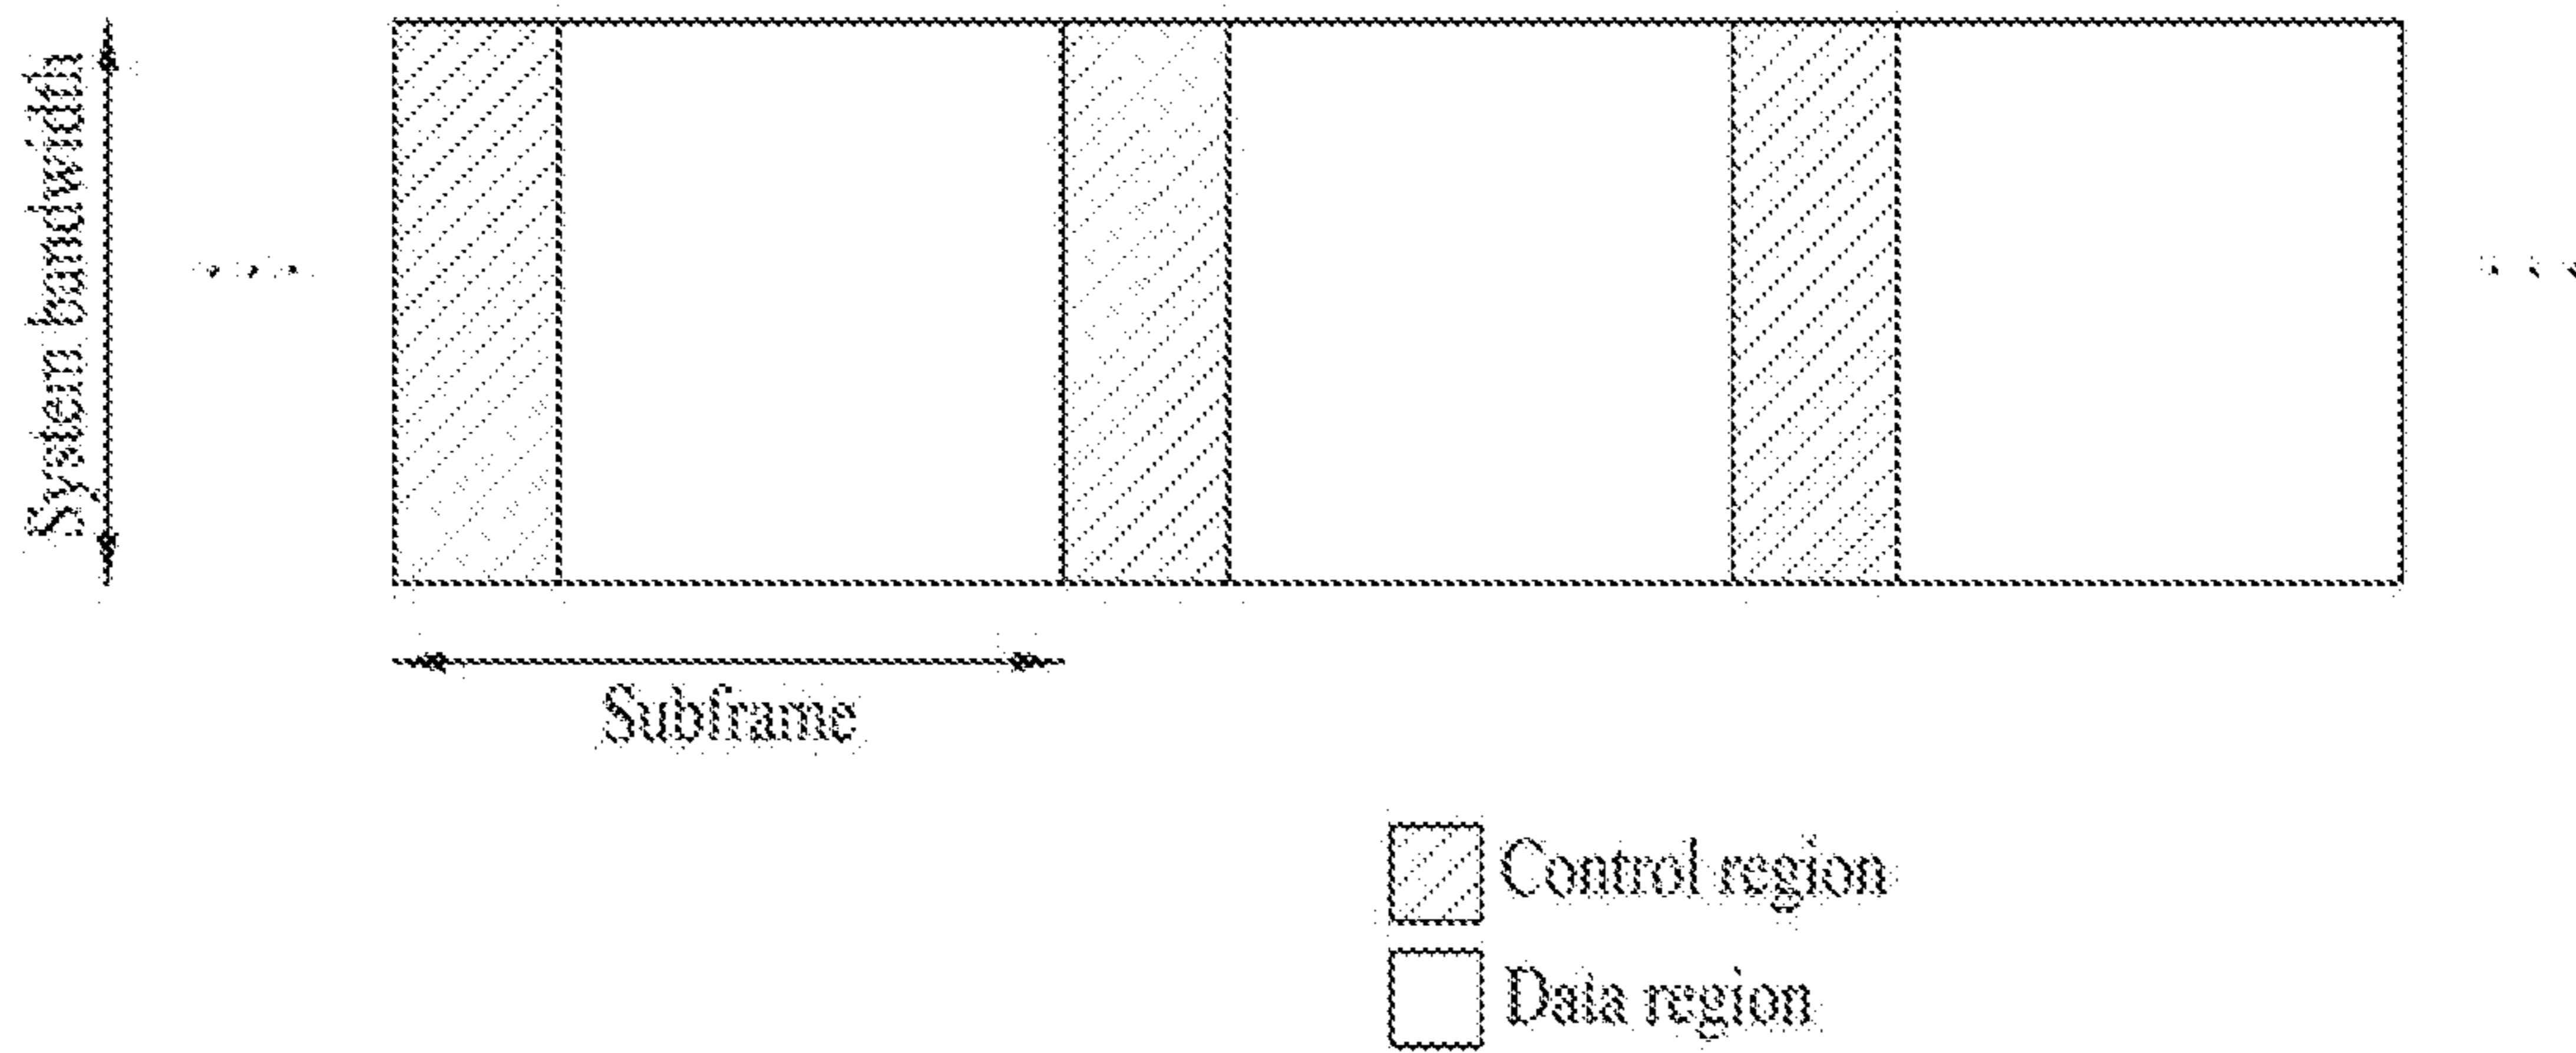 System bandwidth
. . .
. . .
Subframe
Control region
Data region